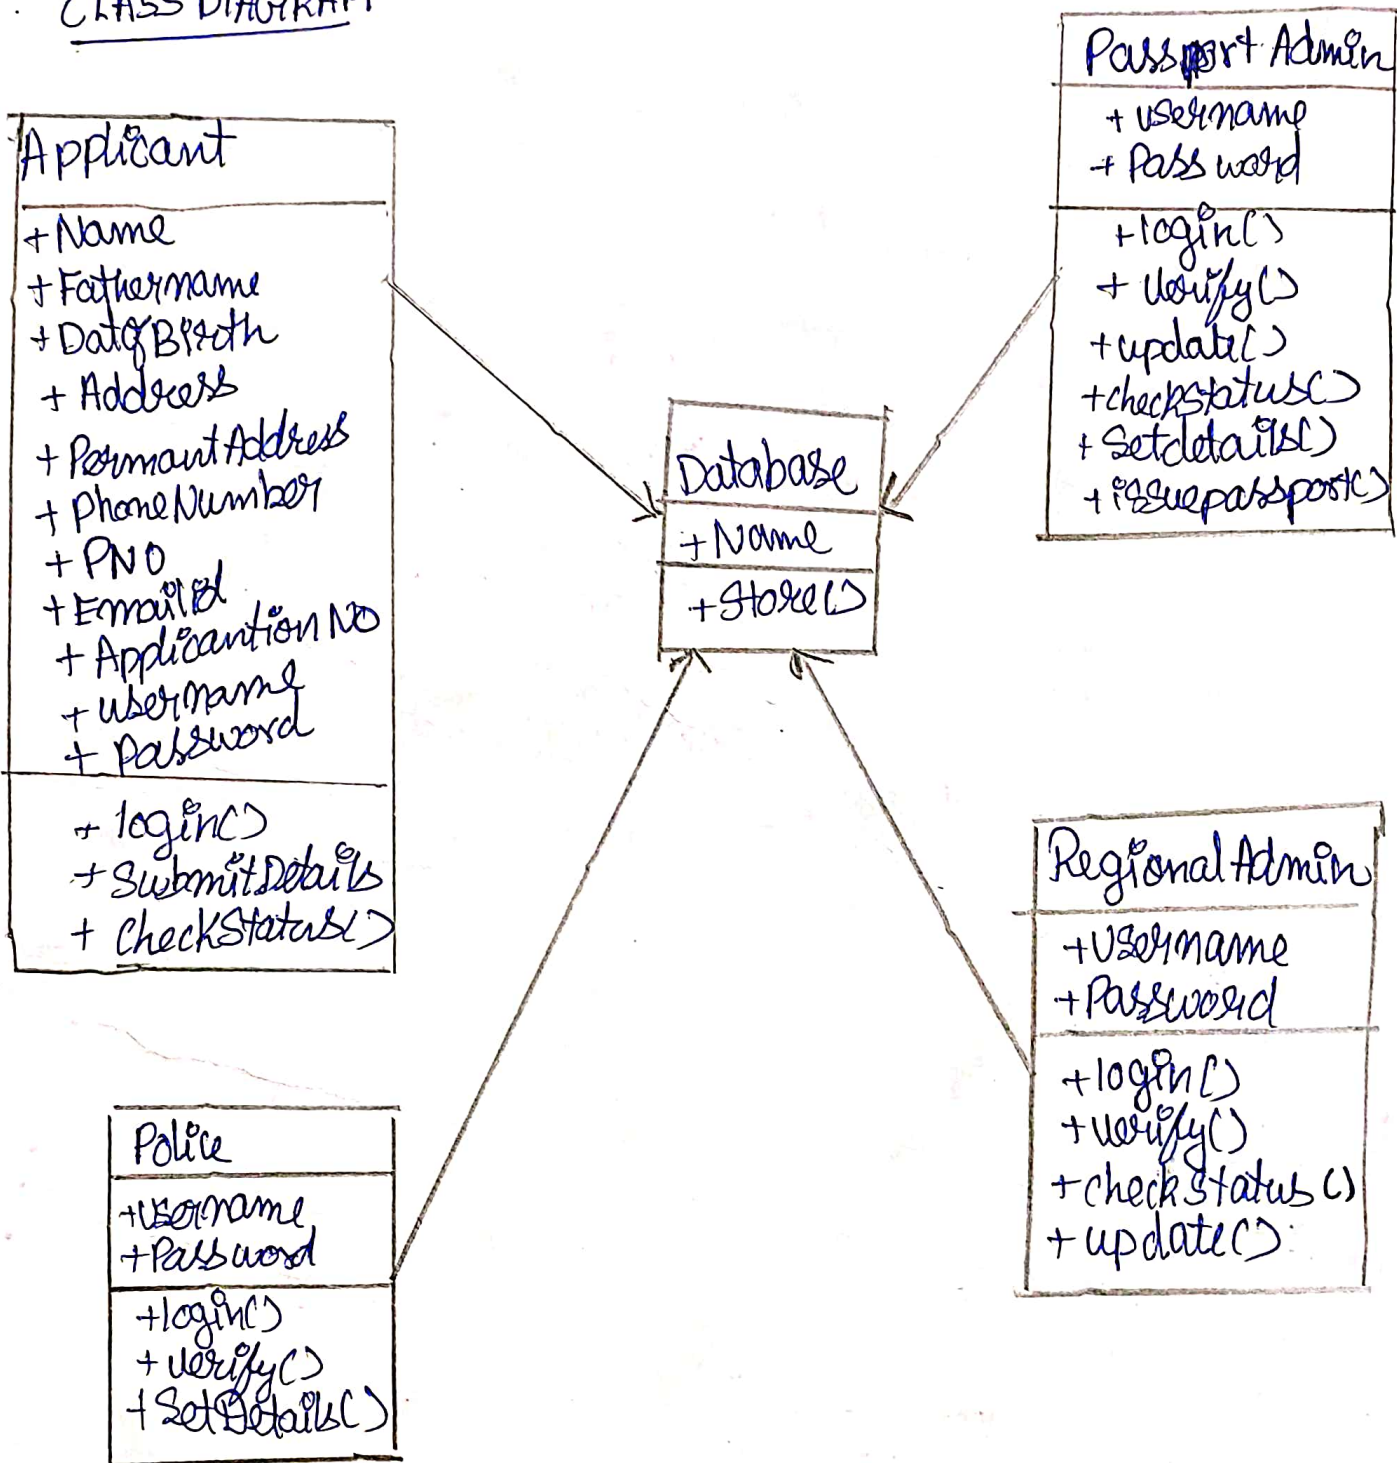 CLASS DIAGRAM
Applicant
+Name
+Fathername
+DatofBirth
+ Address
+ PermantAddress
+ PhoneNumber
+ PNO
+ EmailId
+ Applicantion NO
+ username
+ Password
+ login()
+ SubmitDetails
+ CheckStatus()
Passport Admin
+ username
+ Password
+login()
+ Verify()
+update()
+checkstatus()
+ Setdetails()
+issuepassport()
Database
+Name
+Store()
Police
+username
+Password
+login()
+ verify()
+ SetDetails()
Regional Admin
+Username
+Password
+login()
+verify()
+checkstatus()
+update()